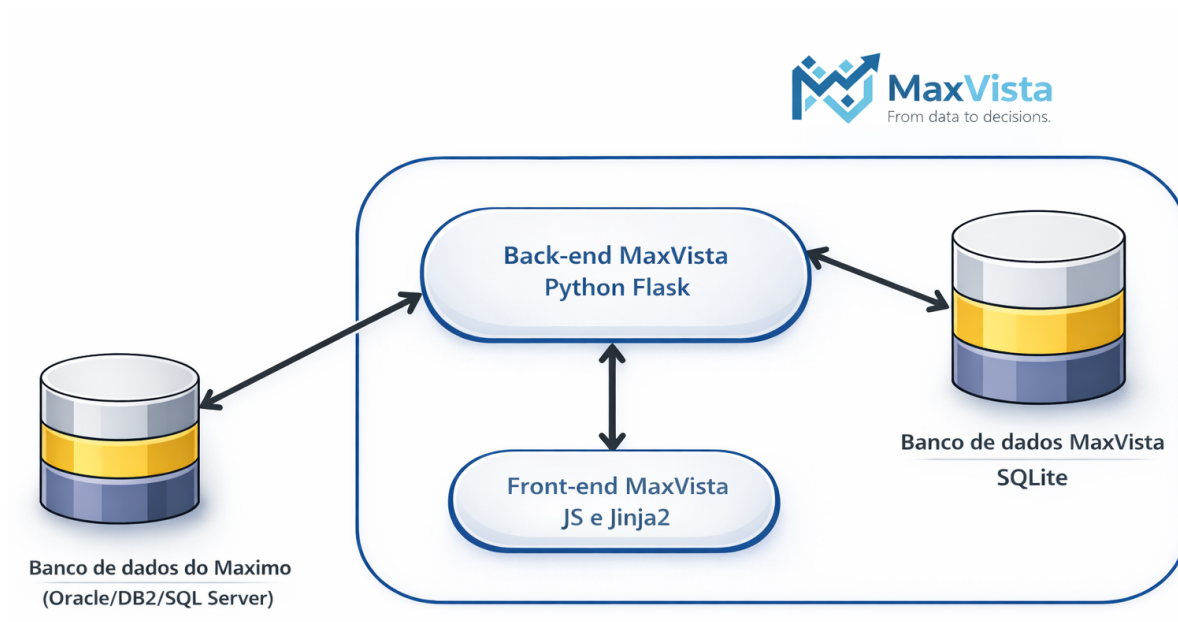 MaxVista
From data to decisions.
Back-end MaxVista
Python Flask
Front-end MaxVista
JS e Jinja2
Banco de dados MaxVista
SQLite
Banco de dados do Maximo
(Oracle/DB2/SQL Server)